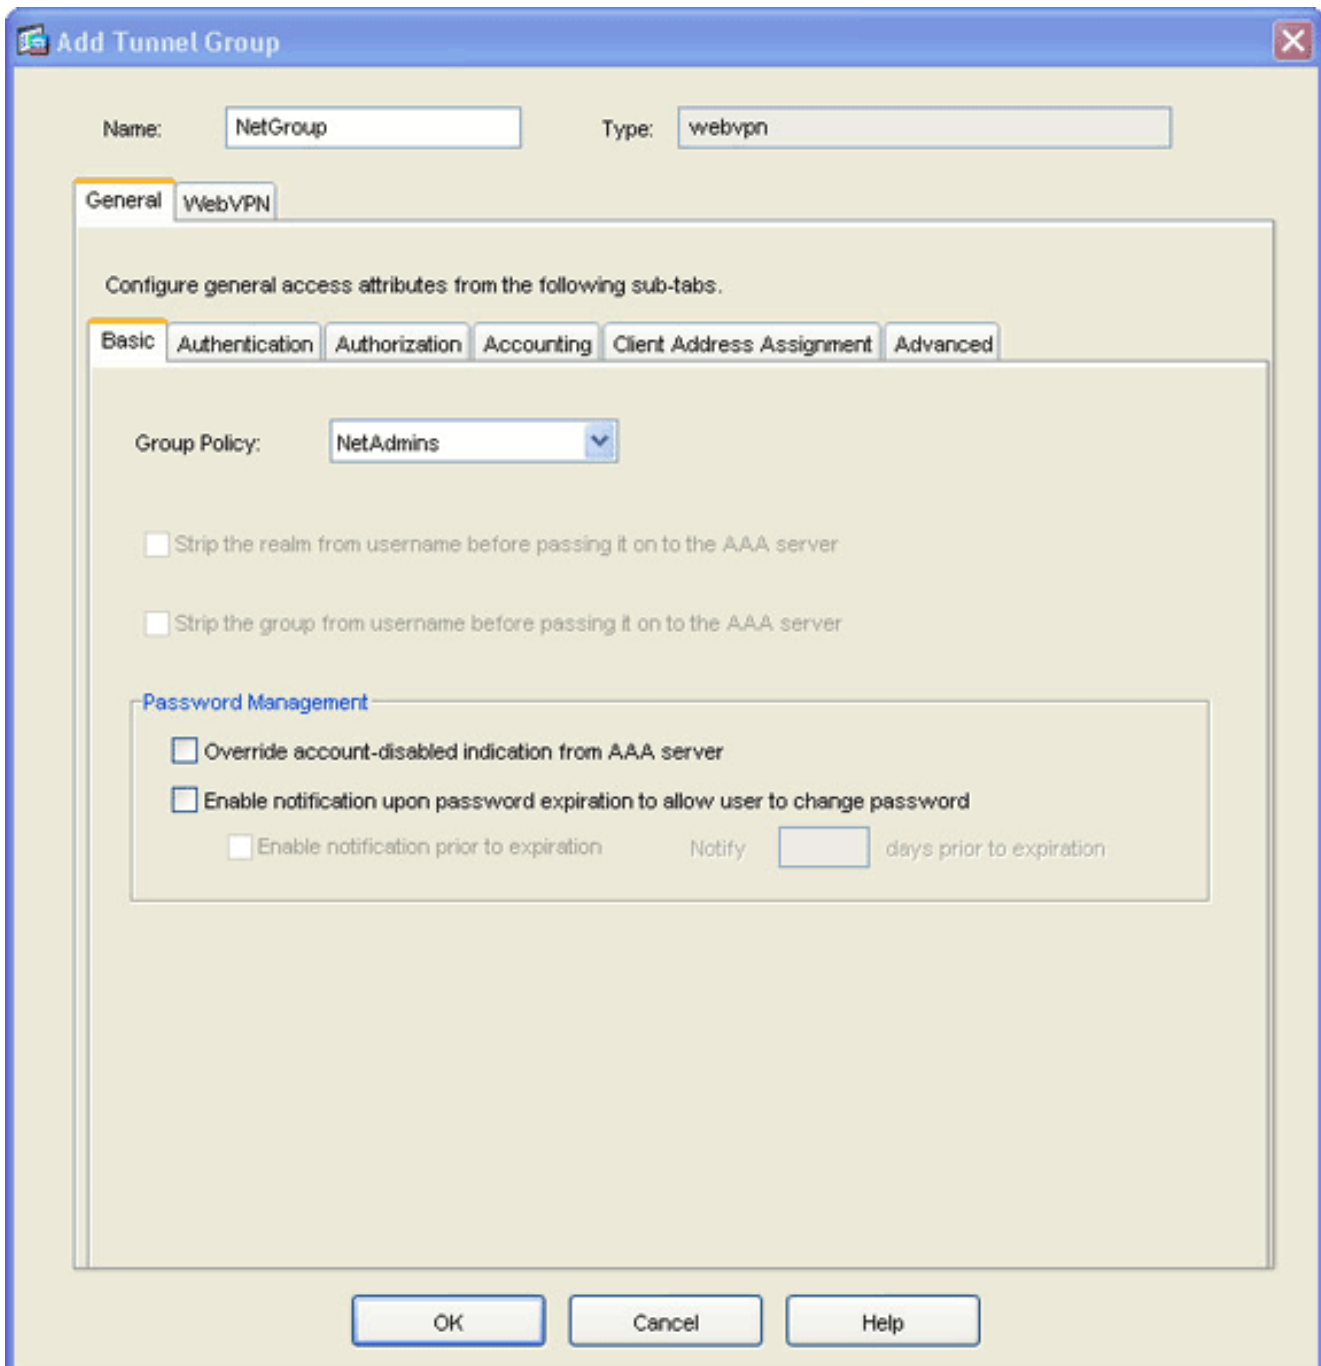 Add Tunnel Group
Name: NetGroup Type: webvpn
General WebVPN
Configure general access attributes from the following sub-tabs.
Basic Authentication Authorization Accounting Client Address Assignment Advanced
Group Policy: NetAdmins
Strip the realm from username before passing it on to the AAA server
Strip the group from username before passing it on to the AAA server
Password Management
Override account-disabled indication from AAA server
Enable notification upon password expiration to allow user to change password
Enable notification prior to expiration Notify days prior to expiration
OK Cancel Help